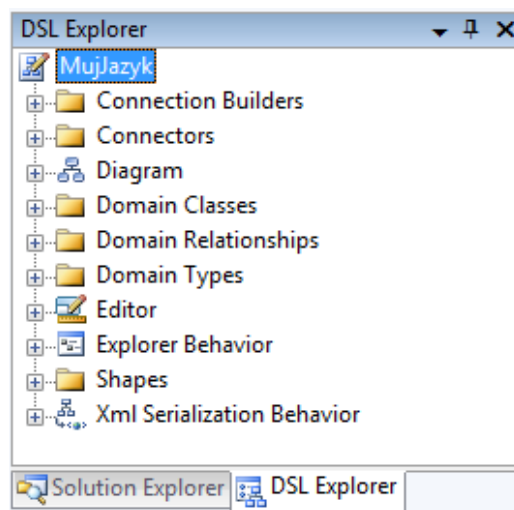 DSL Explorer
MujJazyk
Connection Builders
Connectors
Diagram
Domain Classes
Domain Relationships
Domain Types
Editor
Explorer Behavior
Shapes
Xml Serialization Behavior
Solution Explorer DSL Explorer